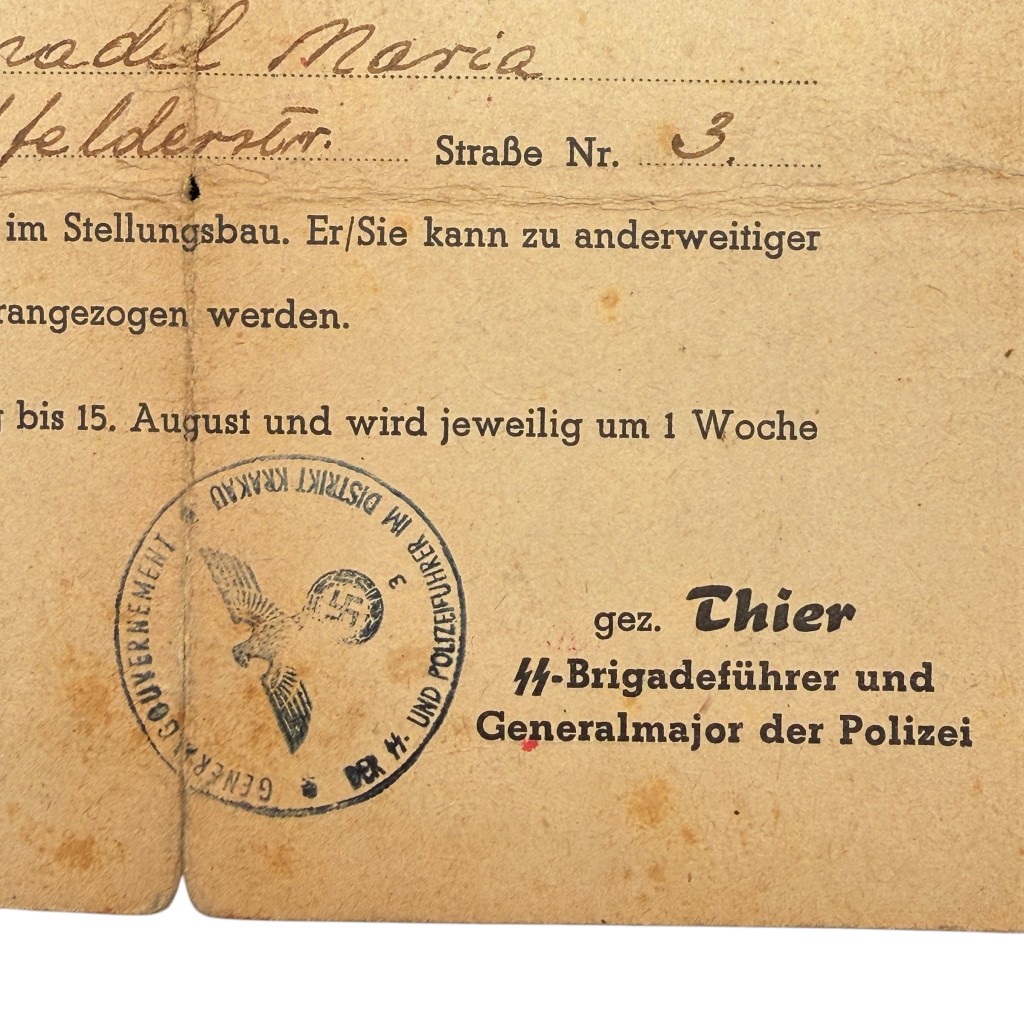 Maria
felderstr. Straße Nr. 3.
im Stellungsbau. Er/Sie kann zu anderweitiger
rangezogen werden.
bis 15. August und wird jeweilig um 1 Woche
GENERALGOUVERNEMENT
DER SS- UND POLIZEIFÜHRER IM DISTRIKT KRAKAU
3
gez. Thier
SS-Brigadeführer und
Generalmajor der Polizei